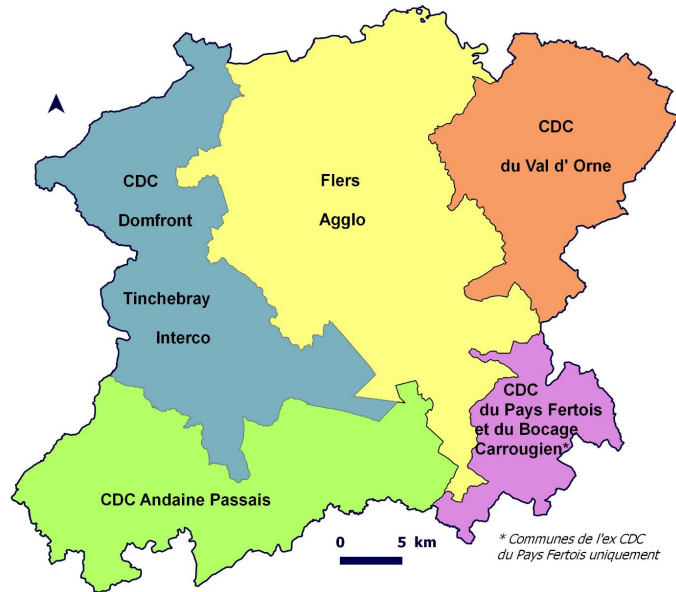 CDC
du Val d' Orne
Flers
Agglo
CDC
Domfront
Tinchebray
Interco
CDC
du Pays Fertois
et du Bocage
Carrougien*
CDC Andaine Passais
0 5 km
* Communes de l'ex CDC
du Pays Fertois uniquement